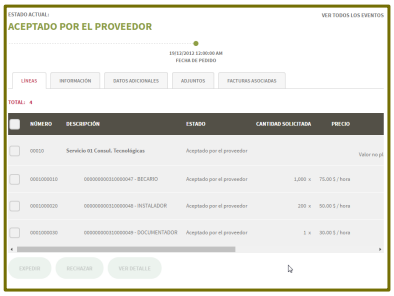 ESTADO ACTUAL:
VER TODOS LOS EVENTOS
ACEPTADO POR EL PROVEEDOR
19/12/2012 12:00:00 AM
FECHA DE PEDIDO
LÍNEAS INFORMACIÓN DATOS ADICIONALES ADJUNTOS FACTURAS ASOCIADAS
TOTAL: 4
NÚMERO DESCRIPCIÓN ESTADO CANTIDAD SOLICITADA PRECIO
00010 Servicio 01 Consul. Tecnológicas Aceptado por el proveedor
Valor no pl
0001000010 000000000310000047 - BECARIO Aceptado por el proveedor 1,000 x 75.00 $ / hora
0001000020 000000000310000048 - INSTALADOR Aceptado por el proveedor 200 x 80.00 $ / hora
0001000030 000000000310000049 - DOCUMENTADOR Aceptado por el proveedor 1 x 30.00 $ / hora
EXPEDIR RECHAZAR VER DETALLE